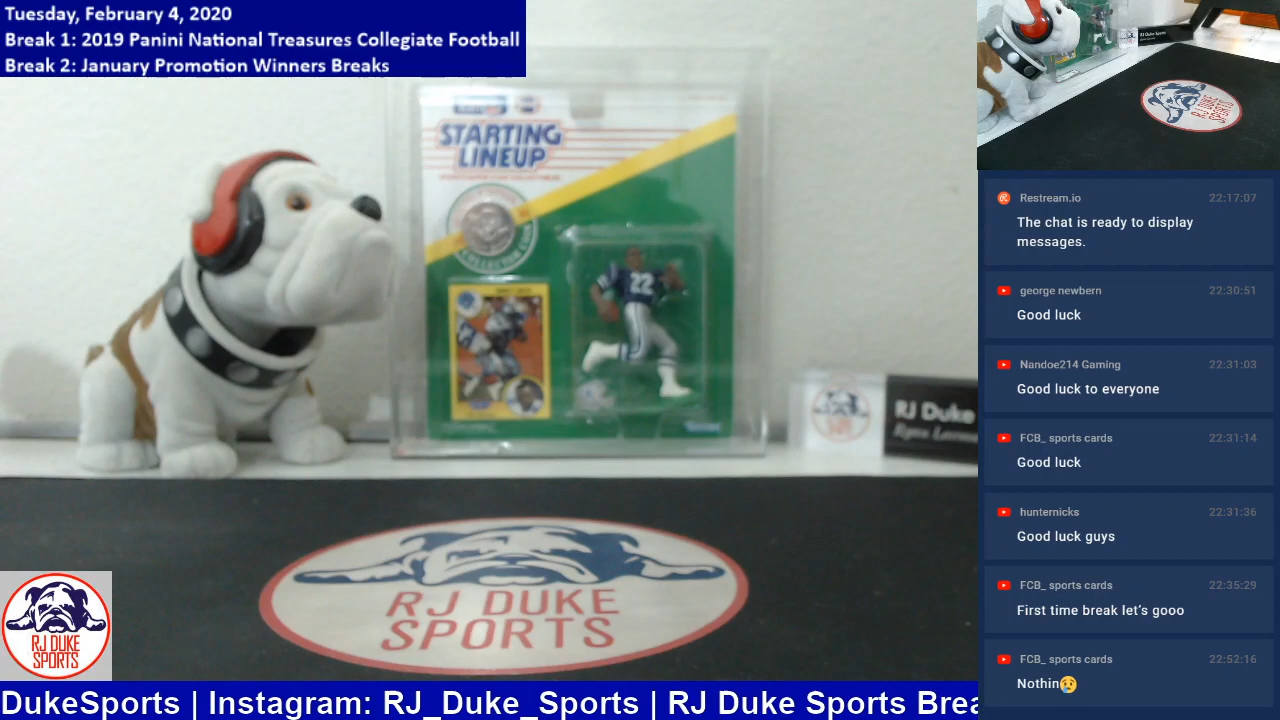 Tuesday, February 4, 2020
Break 1: 2019 Panini National Treasures Collegiate Football
Break 2: January Promotion Winners Breaks
STARTING
LINEUP
22
RJ Duke
RJ DUKE
SPORTS
RJ DUKE
SPORTS
DukeSports | Instagram: RJ_Duke_Sports | RJ Duke Sports Brea
Restream.io 22:17:07
The chat is ready to display
messages.
george newbern 22:30:51
Good luck
Nandoe214 Gaming 22:31:03
Good luck to everyone
FCB_ sports cards 22:31:14
Good luck
hunternicks 22:31:36
Good luck guys
FCB_ sports cards 22:35:29
First time break let's gooo
FCB_ sports cards 22:52:16
Nothin😢